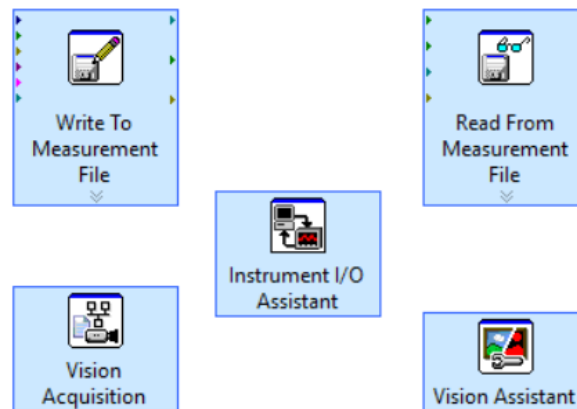 Write To
Measurement
File
Read From
Measurement
File
Instrument I/O
Assistant
Vision
Acquisition
Vision Assistant